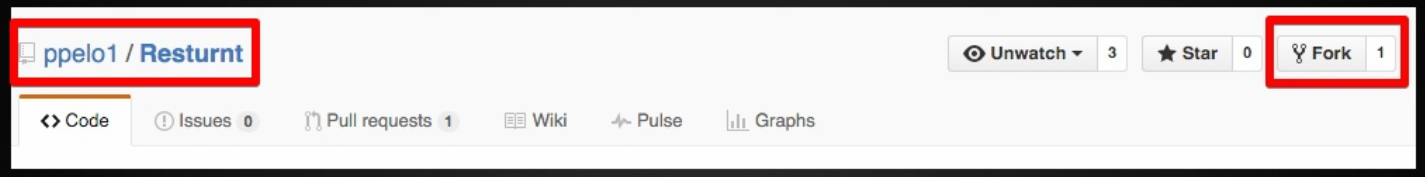 ppelo1 / Resturnt Unwatch 3 Star 0 Fork 1
Code Issues 0 Pull requests 1 Wiki Pulse Graphs